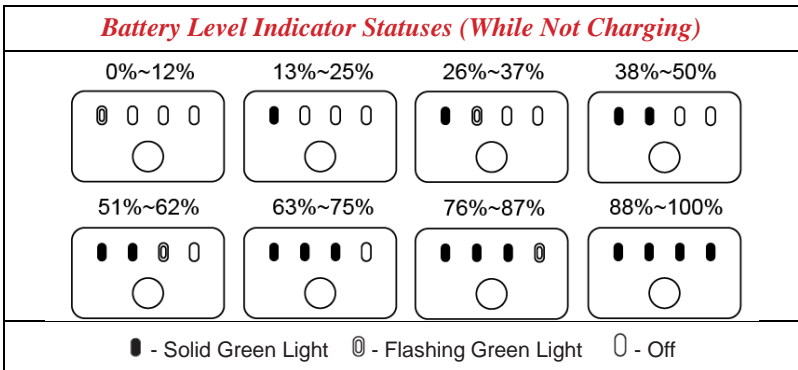 Battery Level Indicator Statuses (While Not Charging)
0%~12% 13%~25% 26%~37% 38%~50%
51%~62% 63%~75% 76%~87% 88%~100%
- Solid Green Light - Flashing Green Light - Off